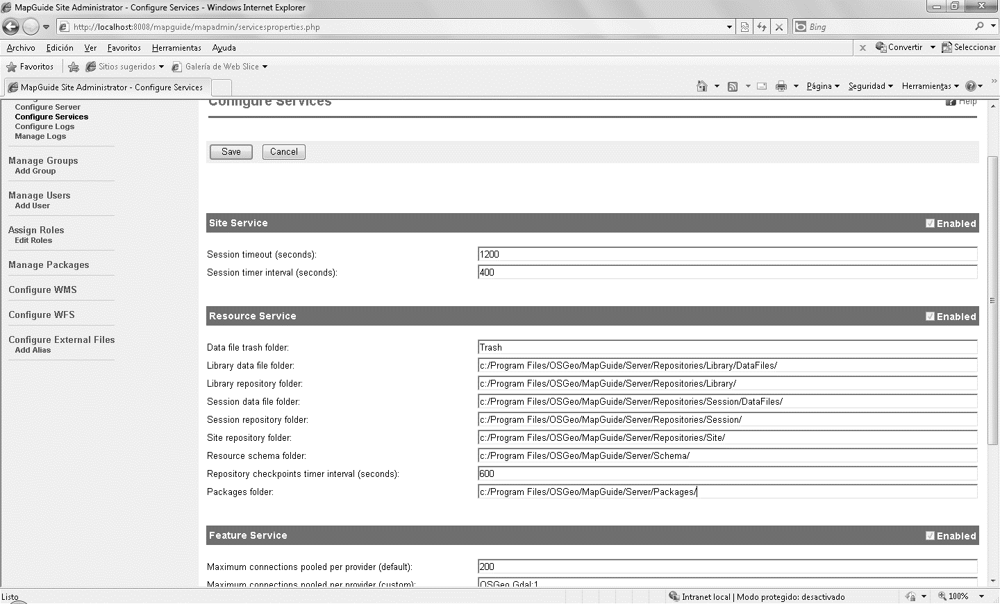 MapGuide Site Administrator - Configure Services - Windows Internet Explorer
http://localhost:8008/mapguide/mapadmin/servicesproperties.php
Bing
Archivo Edición Ver Favoritos Herramientas Ayuda
Convertir Seleccionar
Favoritos Sitios sugeridos Galería de Web Slice
MapGuide Site Administrator - Configure Services
Página Seguridad Herramientas
Configure Server
Configure Services
Configure Logs
Manage Logs
Manage Groups
Add Group
Manage Users
Add User
Assign Roles
Edit Roles
Manage Packages
Configure WMS
Configure WFS
Configure External Files
Add Alias
Configure Services
Help
Save Cancel
Site Service Enabled
Session timeout (seconds): 1200
Session timer interval (seconds): 400
Resource Service Enabled
Data file trash folder: Trash
Library data file folder: c:/Program Files/OSGeo/MapGuide/Server/Repositories/Library/DataFiles/
Library repository folder: c:/Program Files/OSGeo/MapGuide/Server/Repositories/Library/
Session data file folder: c:/Program Files/OSGeo/MapGuide/Server/Repositories/Session/DataFiles/
Session repository folder: c:/Program Files/OSGeo/MapGuide/Server/Repositories/Session/
Site repository folder: c:/Program Files/OSGeo/MapGuide/Server/Repositories/Site/
Resource schema folder: c:/Program Files/OSGeo/MapGuide/Server/Schema/
Repository checkpoints timer interval (seconds): 600
Packages folder: c:/Program Files/OSGeo/MapGuide/Server/Packages/
Feature Service Enabled
Maximum connections pooled per provider (default): 200
Maximum connections pooled per provider (custom): OSGeo.Gdal:1
Listo
Intranet local | Modo protegido: desactivado
100%